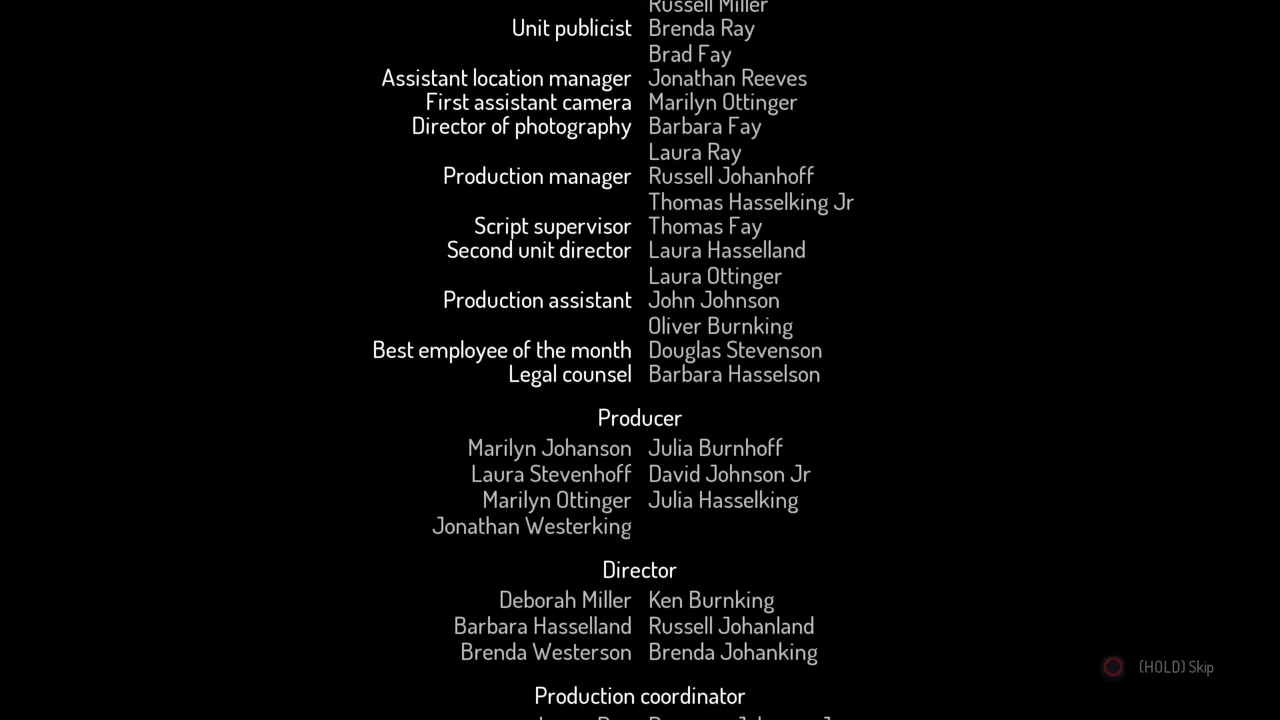 Russell Miller
Unit publicist Brenda Ray
Brad Fay
Assistant location manager Jonathan Reeves
First assistant camera Marilyn Ottinger
Director of photography Barbara Fay
Laura Ray
Production manager Russell Johanhoff
Thomas Hasselking Jr
Script supervisor Thomas Fay
Second unit director Laura Hasselland
Laura Ottinger
Production assistant John Johnson
Oliver Burnking
Best employee of the month Douglas Stevenson
Legal counsel Barbara Hasselson
Producer
Marilyn Johanson Julia Burnhoff
Laura Stevenhoff David Johnson Jr
Marilyn Ottinger Julia Hasselking
Jonathan Westerking
Director
Deborah Miller Ken Burnking
Barbara Hasselland Russell Johanland
Brenda Westerson Brenda Johanking
(HOLD) Skip
Production coordinator